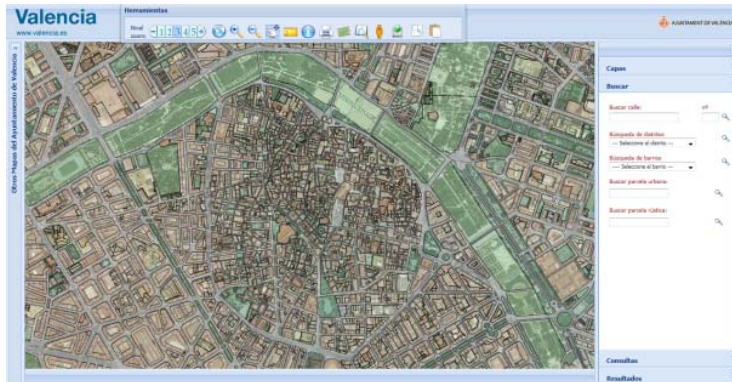 Valencia
www.valencia.es
Herramientas
Nivel zoom:
1 2 3 4 5
AJUNTAMENT DE VALENCIA
Otros Mapas del Ayuntamiento de Valencia
Capas
Buscar
Buscar calle:
nº
Búsqueda de distritos
--- Seleccione el distrito ---
Búsqueda de barrios
--- Seleccione el barrio ---
Buscar parcela urbana:
Buscar parcela rústica:
Consultas
Resultados